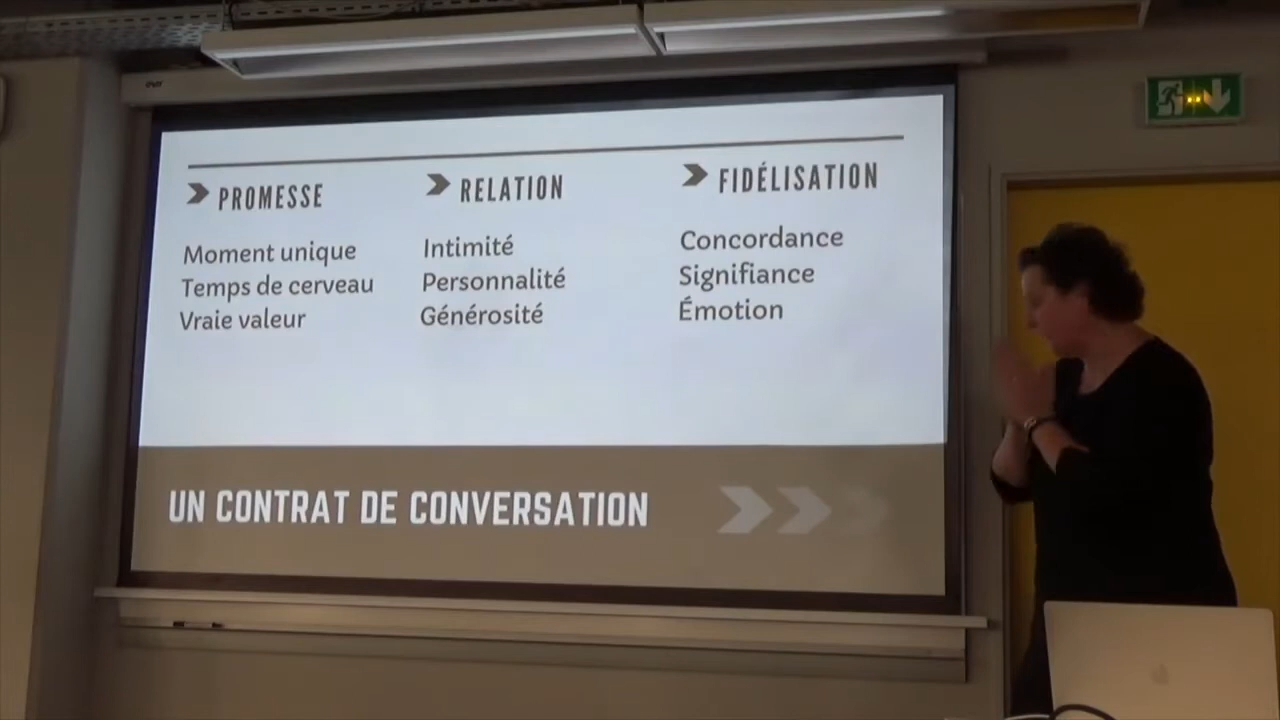 PROMESSE
Moment unique
Temps de cerveau
Vraie valeur
RELATION
Intimité
Personnalité
Générosité
FIDÉLISATION
Concordance
Signifiance
Émotion
UN CONTRAT DE CONVERSATION